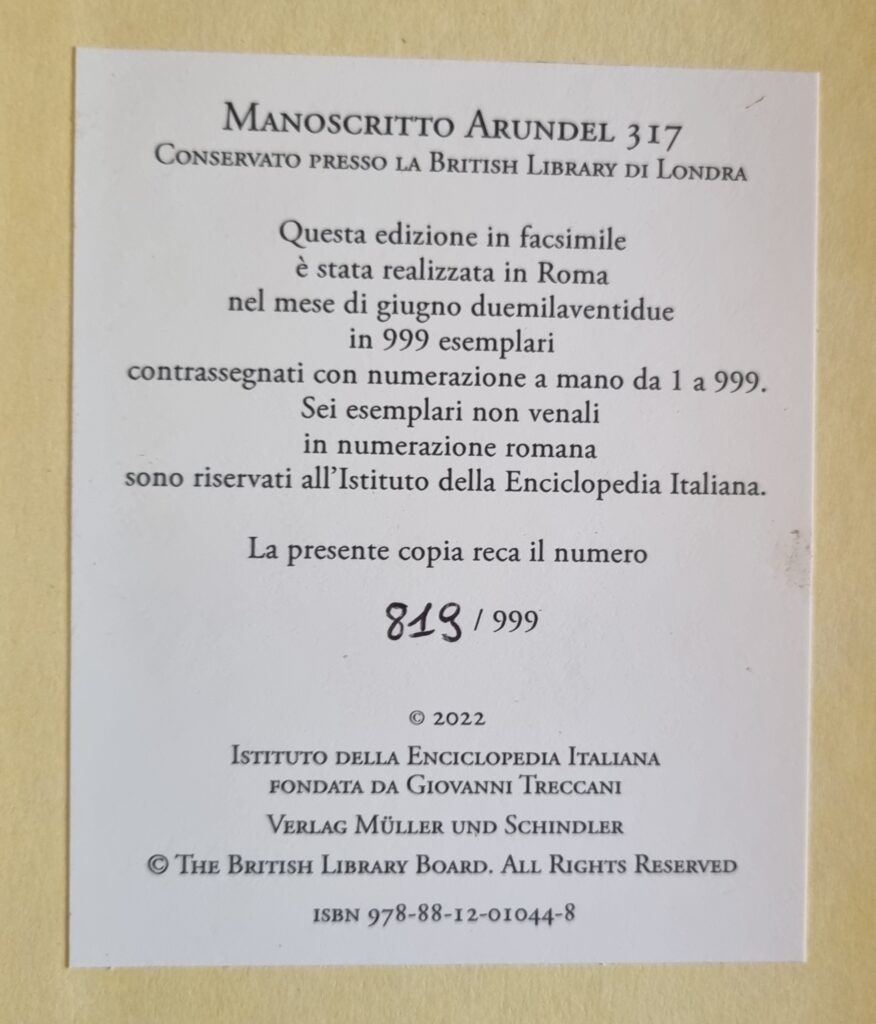 Manoscritto Arundel 317
Conservato presso la British Library di Londra
Questa edizione in facsimile
è stata realizzata in Roma
nel mese di giugno duemilaventidue
in 999 esemplari
contrassegnati con numerazione a mano da 1 a 999.
Sei esemplari non venali
in numerazione romana
sono riservati all'Istituto della Enciclopedia Italiana.
La presente copia reca il numero
819 / 999
© 2022
Istituto della Enciclopedia Italiana
fondata da Giovanni Treccani
Verlag Müller und Schindler
© The British Library Board. All Rights Reserved
isbn 978-88-12-01044-8